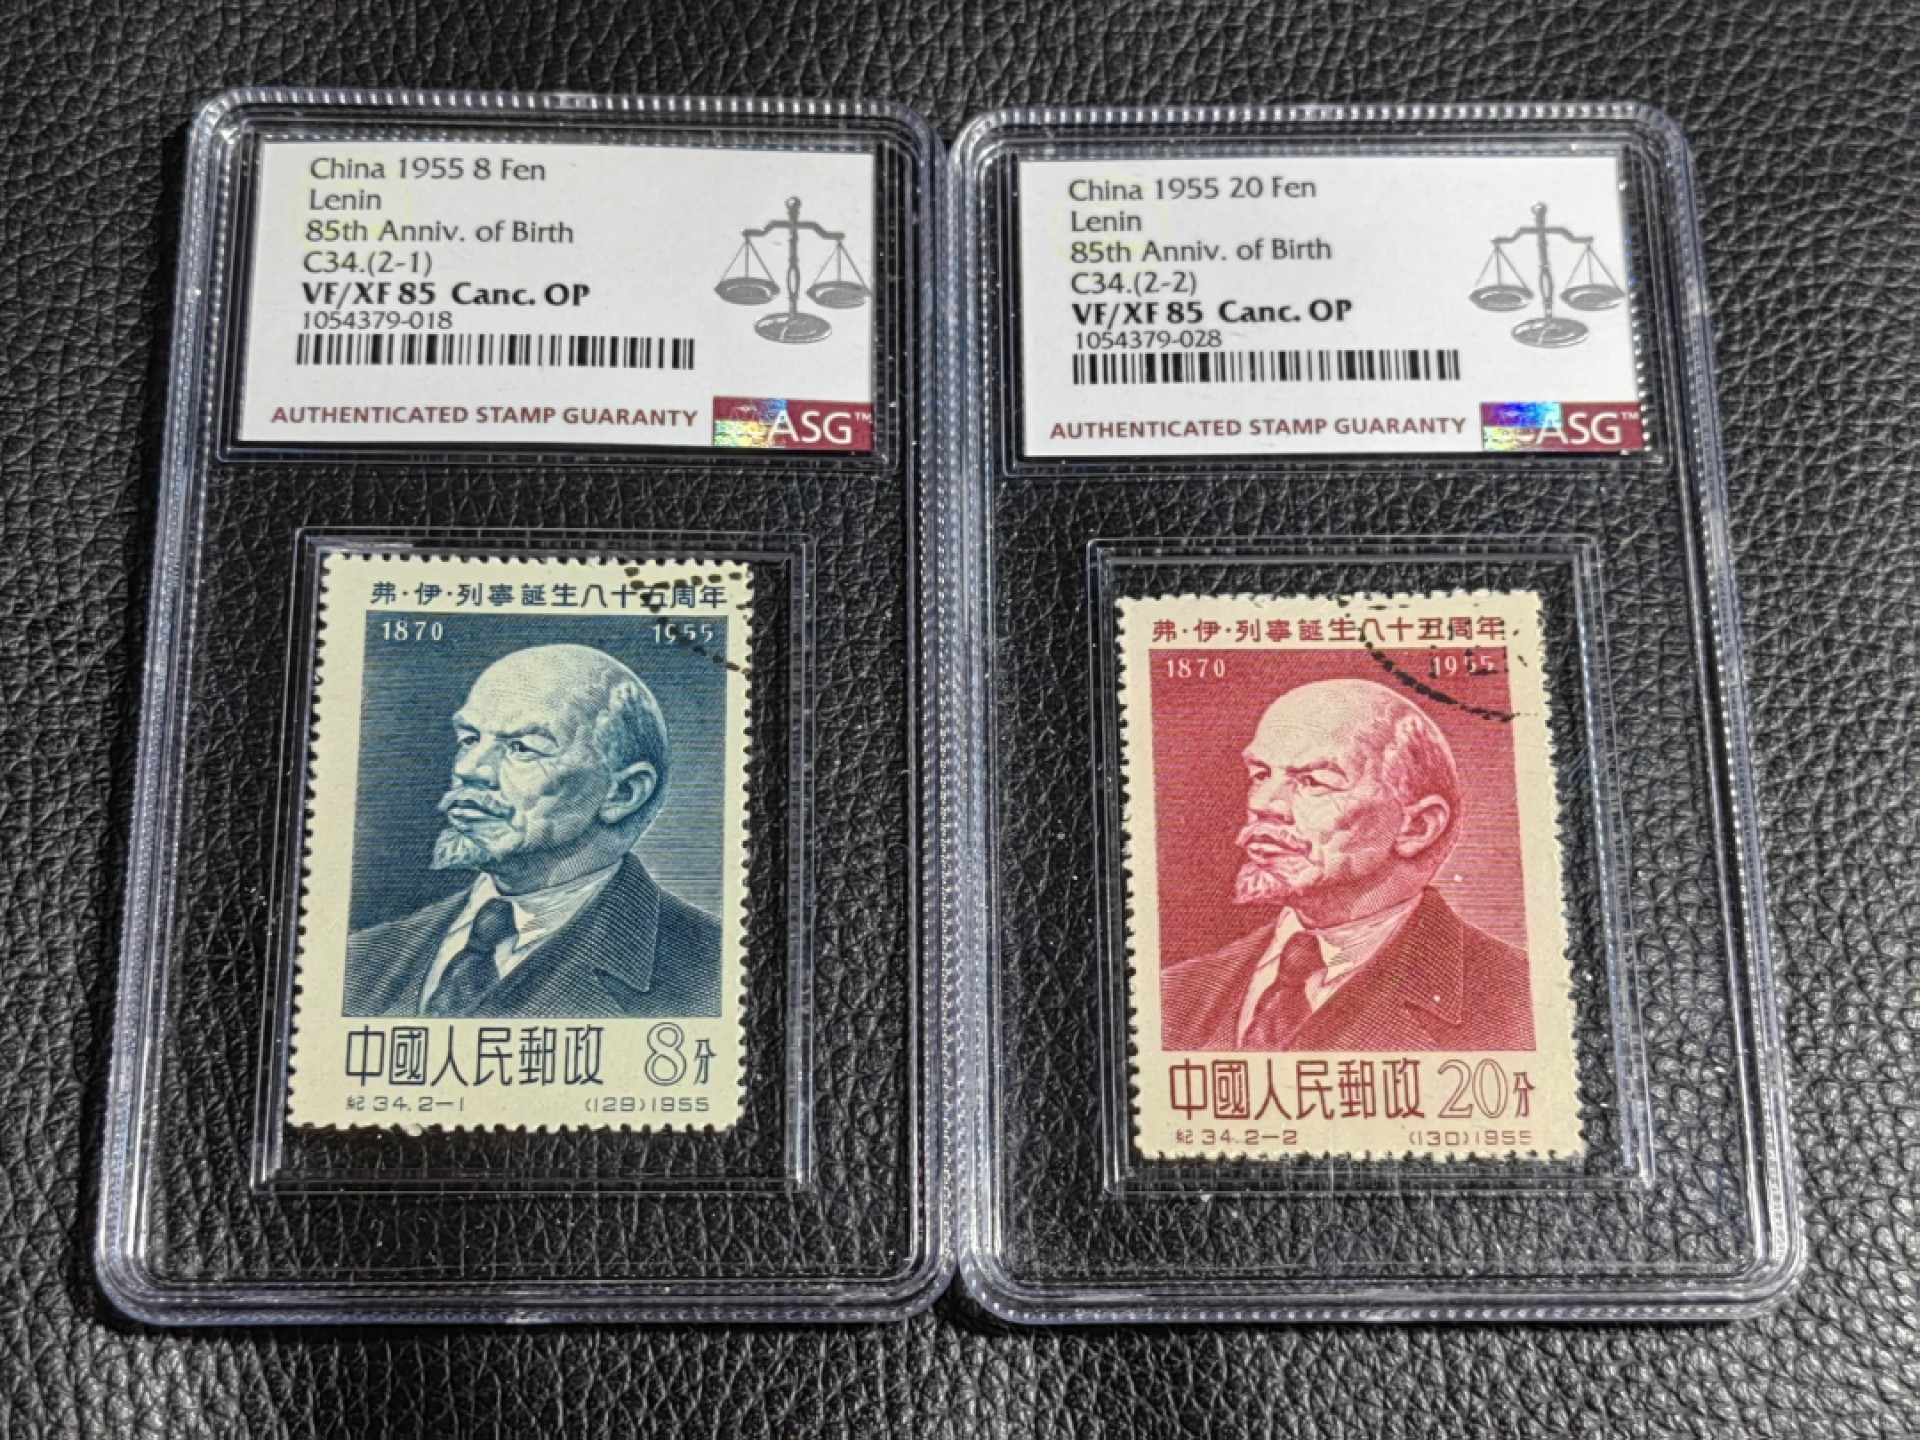 China 1955 8 Fen
Lenin
85th Anniv. of Birth
C34.(2-1)
VF/XF 85 Canc. OP
1054379-018
AUTHENTICATED STAMP GUARANTY
ASG™
弗·伊·列寧誕生八十五周年
1870 1955
中國人民郵政 8分
紀34.2-1 (129)1955
China 1955 20 Fen
Lenin
85th Anniv. of Birth
C34.(2-2)
VF/XF 85 Canc. OP
1054379-028
AUTHENTICATED STAMP GUARANTY
ASG™
弗·伊·列寧誕生八十五周年
1870 1955
中國人民郵政 20分
紀34.2-2 (130)1955